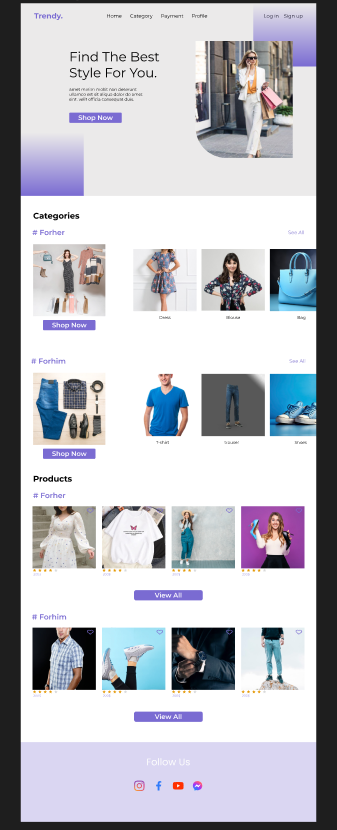 Trendy.
Home Category Payment Profile
Log in Sign up
Find The Best
Style For You.
Amet minim mollit non deserunt
ullamco est sit aliqua dolor do amet
sint. velit officia consequat duis.
Shop Now
Categories
# Forher
See All
Shop Now
Dress
Blouse
Bag
# Forhim
See All
Shop Now
T-shirt
Trouser
Shoes
Products
# Forher
View All
# Forhim
View All
Follow Us